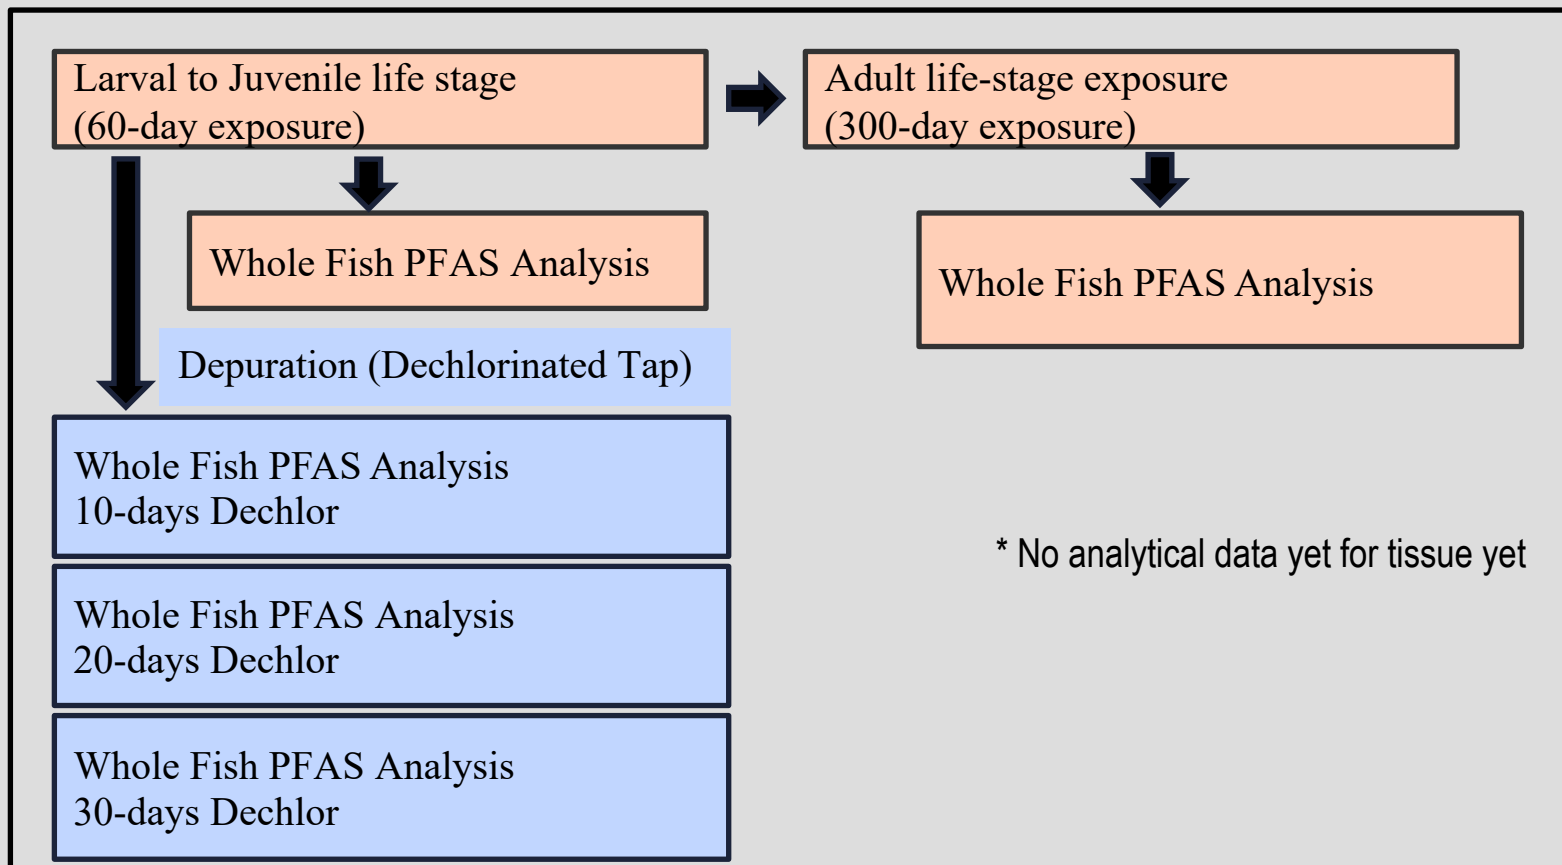 Larval to Juvenile life stage
(60-day exposure)
Adult life-stage exposure
(300-day exposure)
Whole Fish PFAS Analysis
Whole Fish PFAS Analysis
Depuration (Dechlorinated Tap)
Whole Fish PFAS Analysis
10-days Dechlor
Whole Fish PFAS Analysis
20-days Dechlor
Whole Fish PFAS Analysis
30-days Dechlor
* No analytical data yet for tissue yet